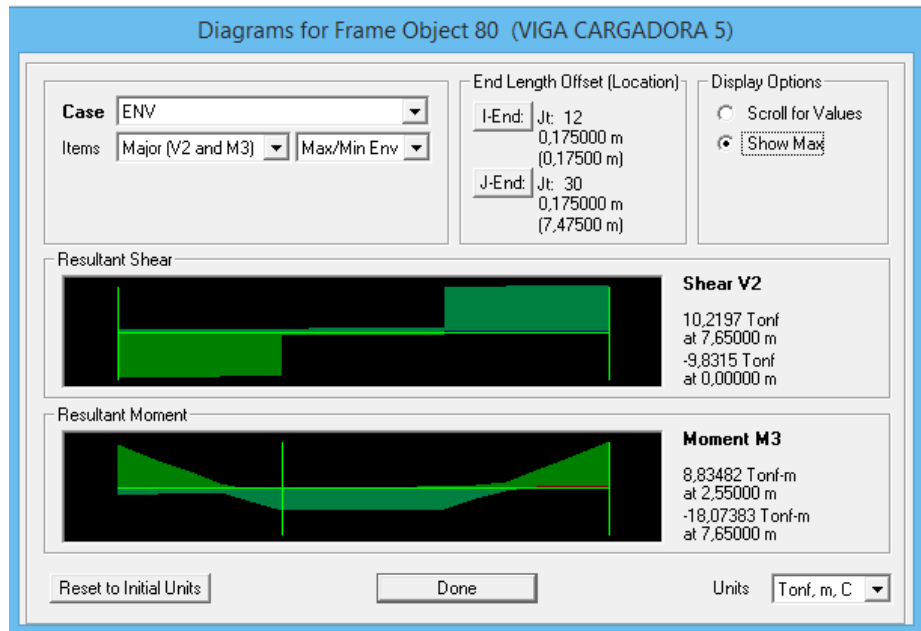 Diagrams for Frame Object 80 (VIGA CARGADORA 5)
Case ENV
Items Major (V2 and M3) Max/Min Env
End Length Offset (Location)
I-End: Jt: 12
0,175000 m
(0,17500 m)
J-End: Jt: 30
0,175000 m
(7,47500 m)
Display Options
Scroll for Values
Show Max
Resultant Shear
Shear V2
10,2197 Tonf
at 7,65000 m
-9,8315 Tonf
at 0,00000 m
Resultant Moment
Moment M3
8,83482 Tonf-m
at 2,55000 m
-18,07383 Tonf-m
at 7,65000 m
Reset to Initial Units
Done
Units Tonf, m, C